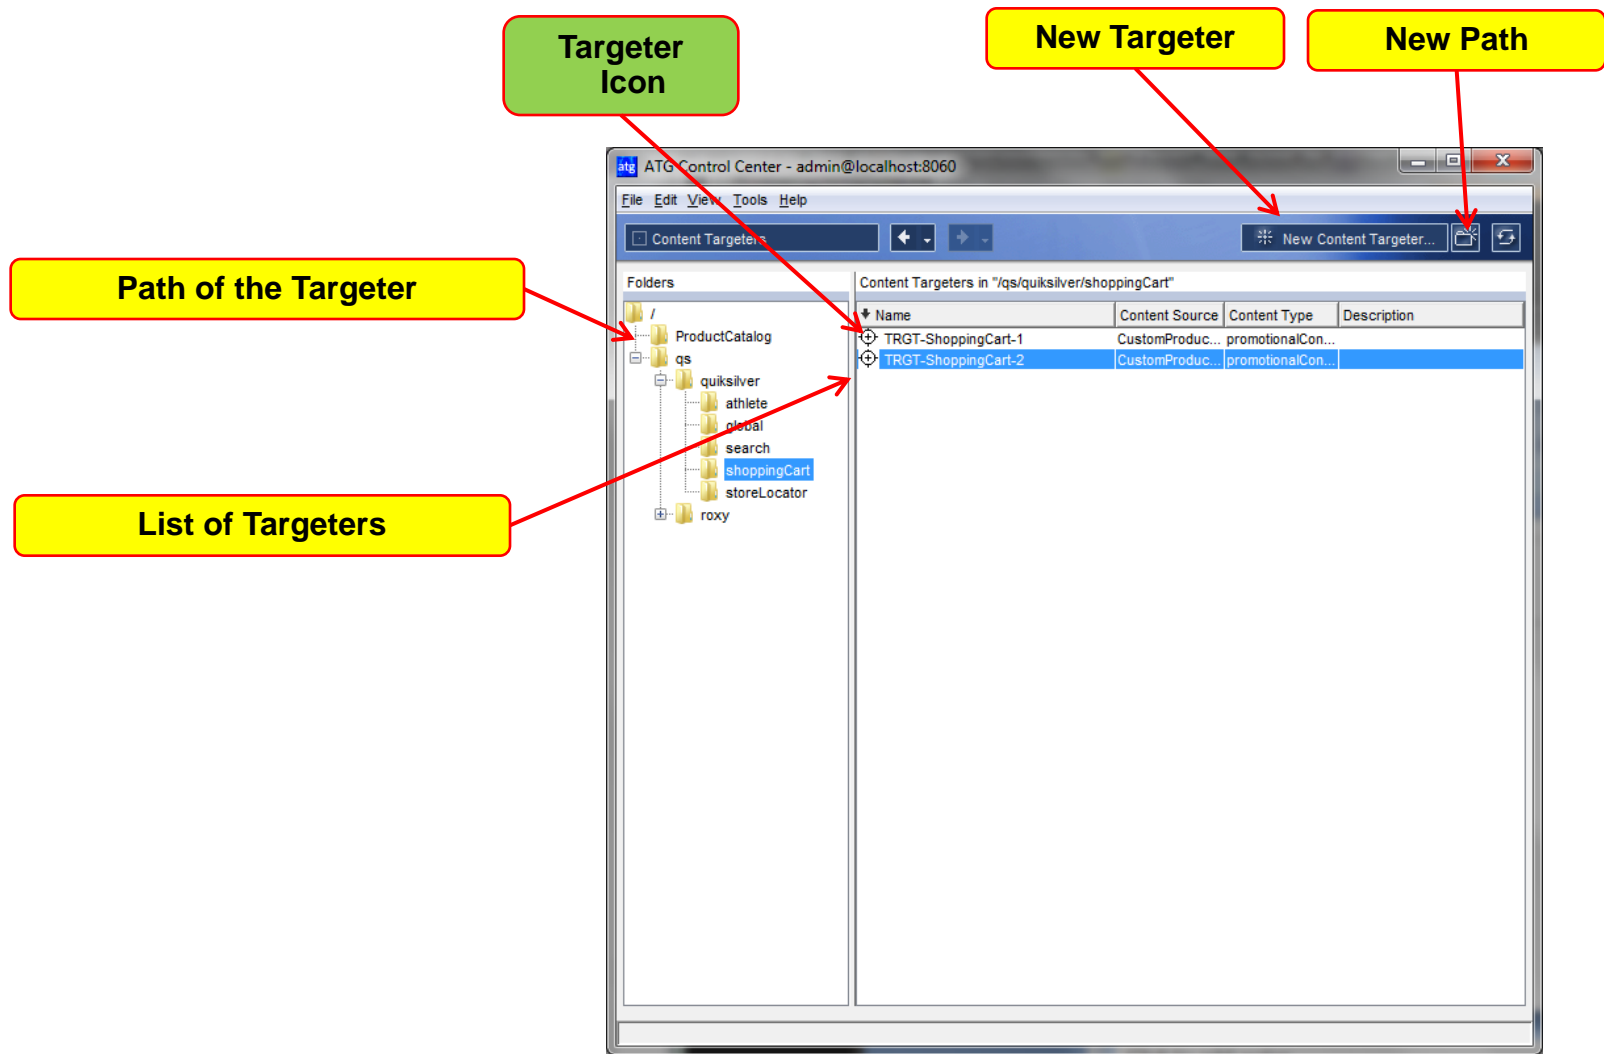 Targeter
Icon
New Targeter
New Path
atg ATG Control Center - admin@localhost:8060
File Edit View Tools Help
Content Targeters
New Content Targeter...
Path of the Targeter
Folders
Content Targeters in "/qs/quiksilver/shoppingCart"
/
Name Content Source Content Type Description
ProductCatalog
TRGT-ShoppingCart-1 CustomProduc... promotionalCon...
qs
TRGT-ShoppingCart-2 CustomProduc... promotionalCon...
quiksilver
athlete
global
search
shoppingCart
storeLocator
roxy
List of Targeters